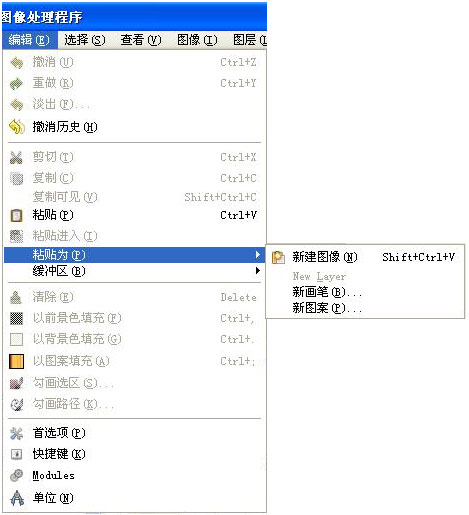 图像处理程序
编辑(E) 选择(S) 查看(V) 图像(I) 图层(
撤消(U) Ctrl+Z
重做(R) Ctrl+Y
淡出(F)...
撤消历史(H)
剪切(T) Ctrl+X
复制(C) Ctrl+C
复制可见(V) Shift+Ctrl+C
粘贴(P) Ctrl+V
粘贴进入(I)
粘贴为(P)
新建图像(N) Shift+Ctrl+V
New Layer
新画笔(B)...
新图案(P)...
缓冲区(B)
清除(E) Delete
以前景色填充(F) Ctrl+,
以背景色填充(G) Ctrl+.
以图案填充(A) Ctrl+;
勾画选区(S)...
勾画路径(K)...
首选项(P)
快捷键(K)
Modules
单位(N)